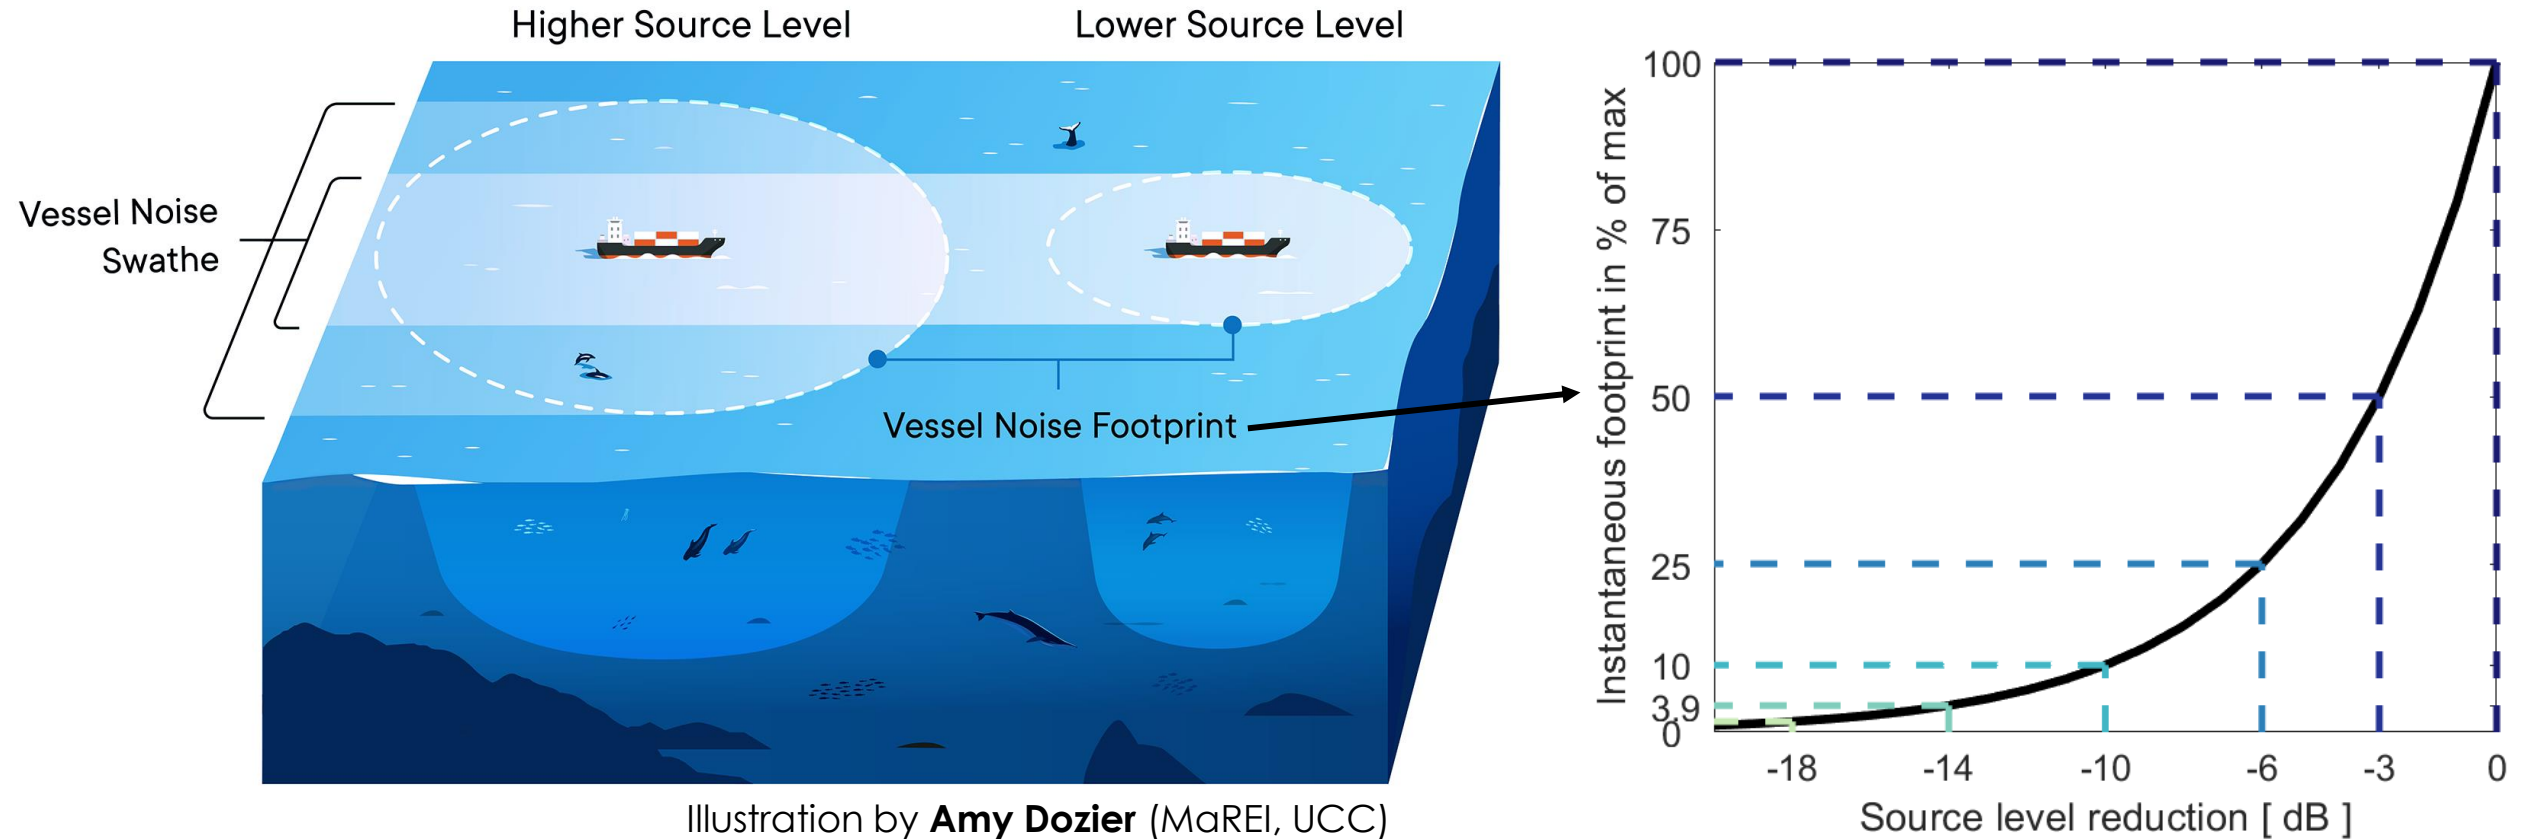 Higher Source Level
Lower Source Level
Vessel Noise
Swathe
Vessel Noise Footprint
Illustration by Amy Dozier (MaREI, UCC)
Instantaneous footprint in % of max
100
75
50
25
10
3.9
0
-18 -14 -10 -6 -3 0
Source level reduction [ dB ]